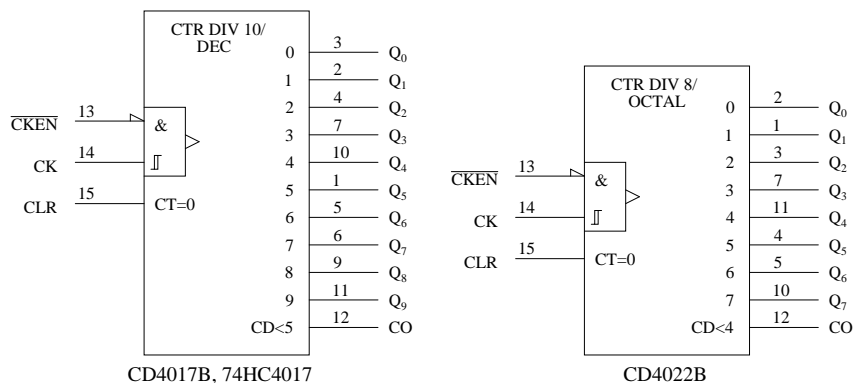 CTR DIV 10/
DEC
0 3 Q0
1 2 Q1
CKEN 13 & 2 4 Q2
3 7 Q3
CK 14 4 10 Q4
5 1 Q5
CLR 15 CT=0 6 5 Q6
7 6 Q7
8 9 Q8
9 11 Q9
CD<5 12 CO
CD4017B, 74HC4017
CTR DIV 8/
OCTAL
0 2 Q0
1 1 Q1
2 3 Q2
CKEN 13 & 3 7 Q3
CK 14 4 11 Q4
5 4 Q5
CLR 15 CT=0 6 5 Q6
7 10 Q7
CD<4 12 CO
CD4022B